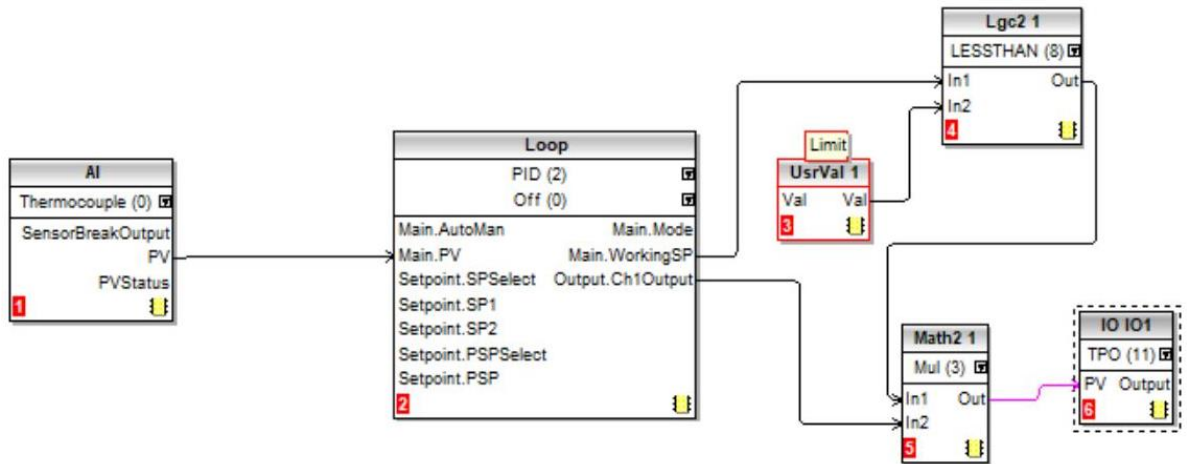 AI
Thermocouple (0)
SensorBreakOutput
PV
PVStatus
1
Loop
PID (2)
Off (0)
Main.AutoMan Main.Mode
Main.PV Main.WorkingSP
Setpoint.SPSelect Output.Ch1Output
Setpoint.SP1
Setpoint.SP2
Setpoint.PSPSelect
Setpoint.PSP
2
Limit
UsrVal 1
Val Val
3
Lgc2 1
LESSTHAN (8)
In1 Out
In2
4
Math2 1
Mul (3)
In1 Out
In2
5
IO IO1
TPO (11)
PV Output
6